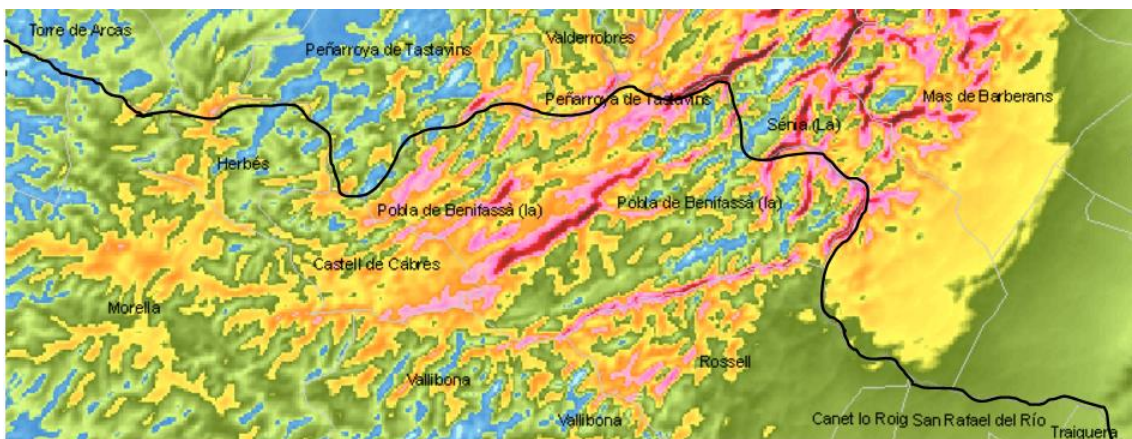 Torre de Arcas
Peñarroya de Tastavins
Valderrobres
Peñarroya de Tastavins
Mas de Barberans
Sénia (La)
Herbés
Pobla de Benifassà (la)
Pobla de Benifassà (la)
Castell de Cabres
Morella
Rossell
Vallibona
Vallibona
Canet lo Roig
San Rafael del Río
Traiguera